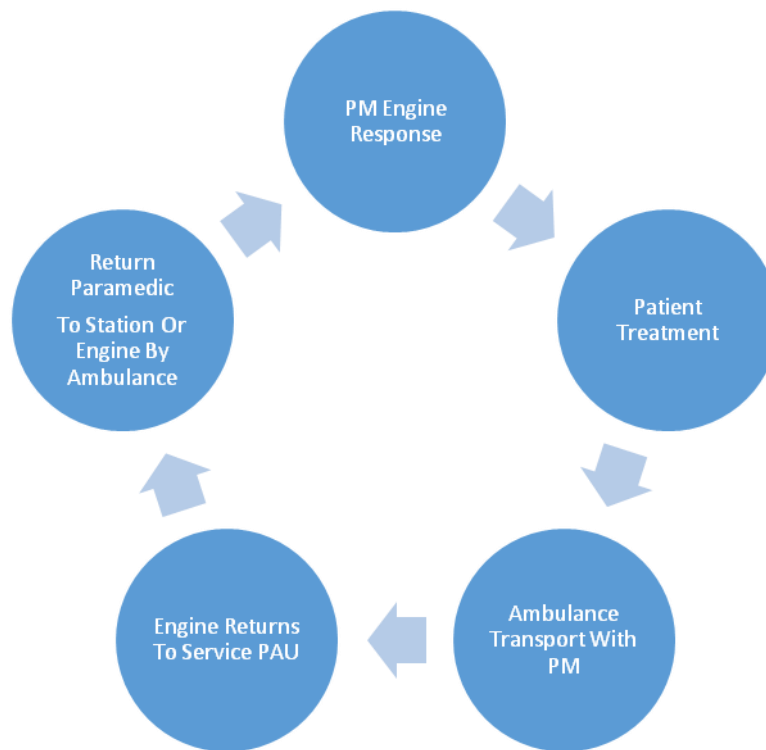 PM Engine
Response
Patient
Treatment
Ambulance
Transport With
PM
Engine Returns
To Service PAU
Return
Paramedic
To Station Or
Engine By
Ambulance